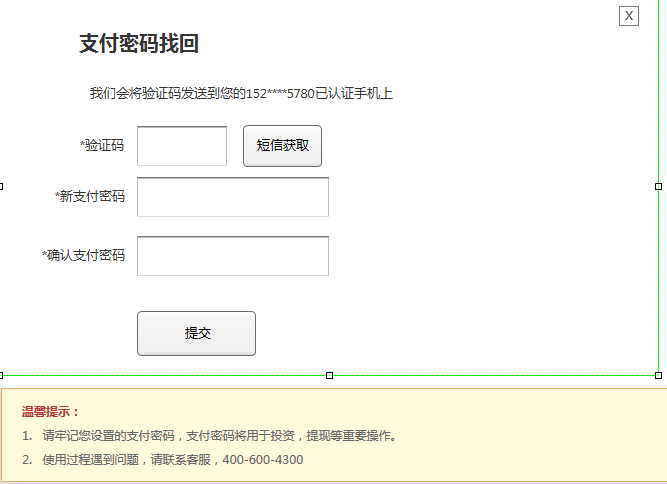 X
支付密码找回
我们会将验证码发送到您的152****5780已认证手机上
*验证码 短信获取
*新支付密码
*确认支付密码
提交
温馨提示：
1. 请牢记您设置的支付密码，支付密码将用于投资，提现等重要操作。
2. 使用过程遇到问题，请联系客服，400-600-4300